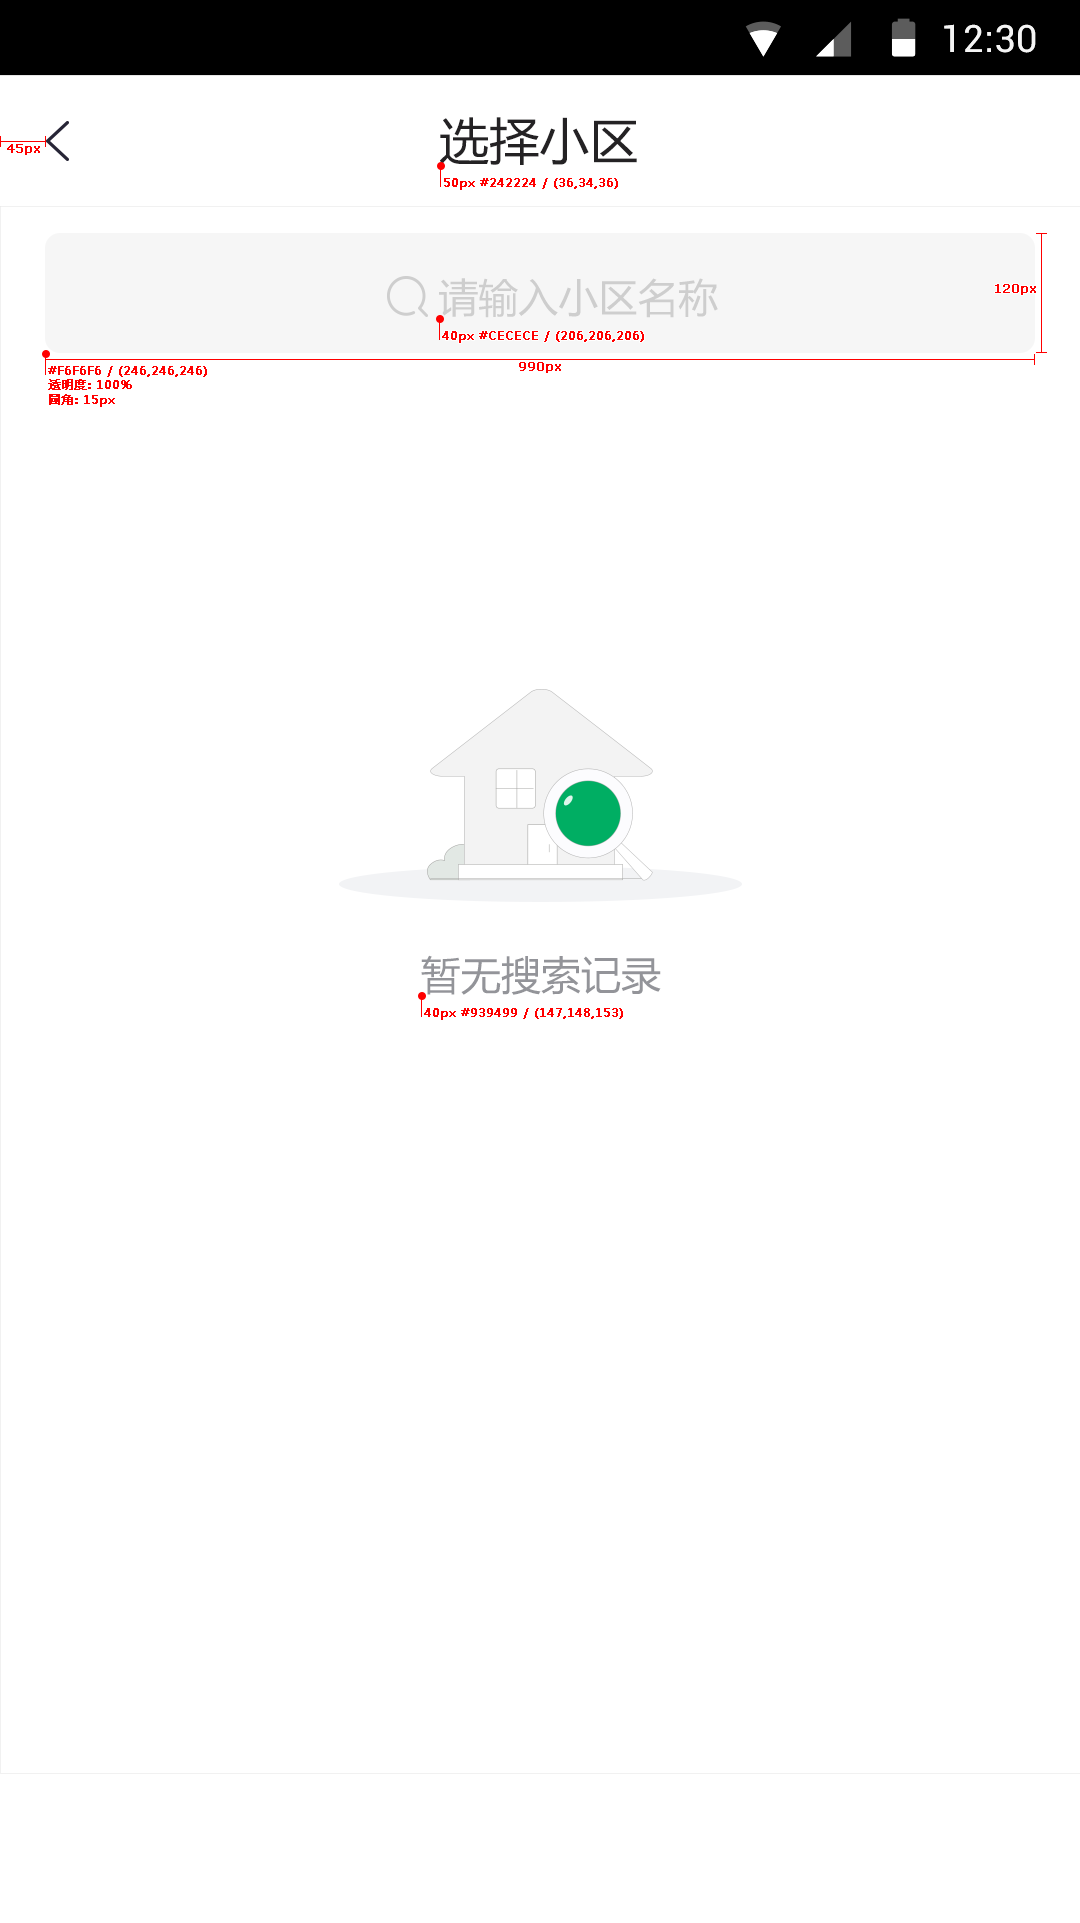 12:30
45px
选择小区
50px #242224 / (36,34,36)
请输入小区名称
120px
40px #CECECE / (206,206,206)
990px
#F6F6F6 / (246,246,246)
透明度: 100%
圆角: 15px
暂无搜索记录
40px #939499 / (147,148,153)